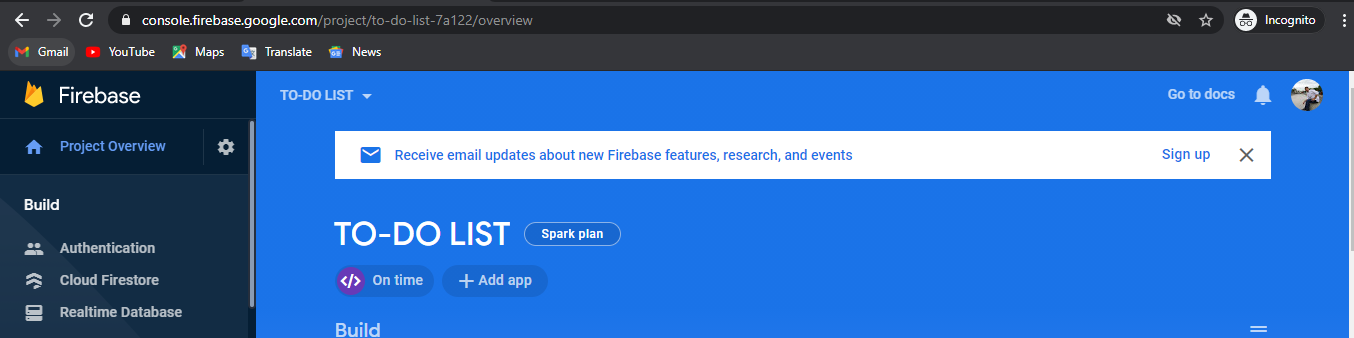 console.firebase.google.com/project/to-do-list-7a122/overview
Incognito
Gmail YouTube Maps Translate News
Firebase
TO-DO LIST
Go to docs
Project Overview
Receive email updates about new Firebase features, research, and events
Sign up
Build
TO-DO LIST
Spark plan
Authentication
Cloud Firestore
Realtime Database
</> On time
+ Add app
Build